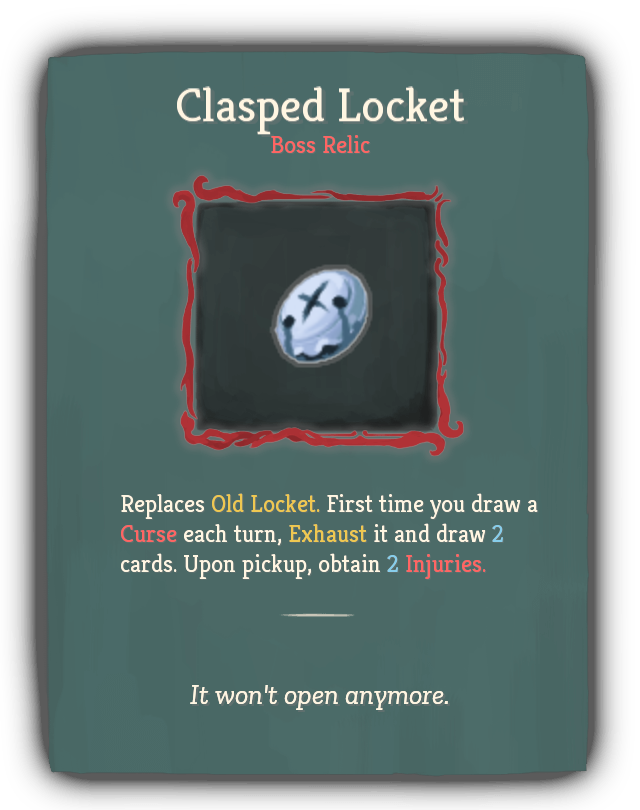 Clasped Locket
Boss Relic
Replaces Old Locket. First time you draw a
Curse each turn, Exhaust it and draw 2
cards. Upon pickup, obtain 2 Injuries.
It won't open anymore.